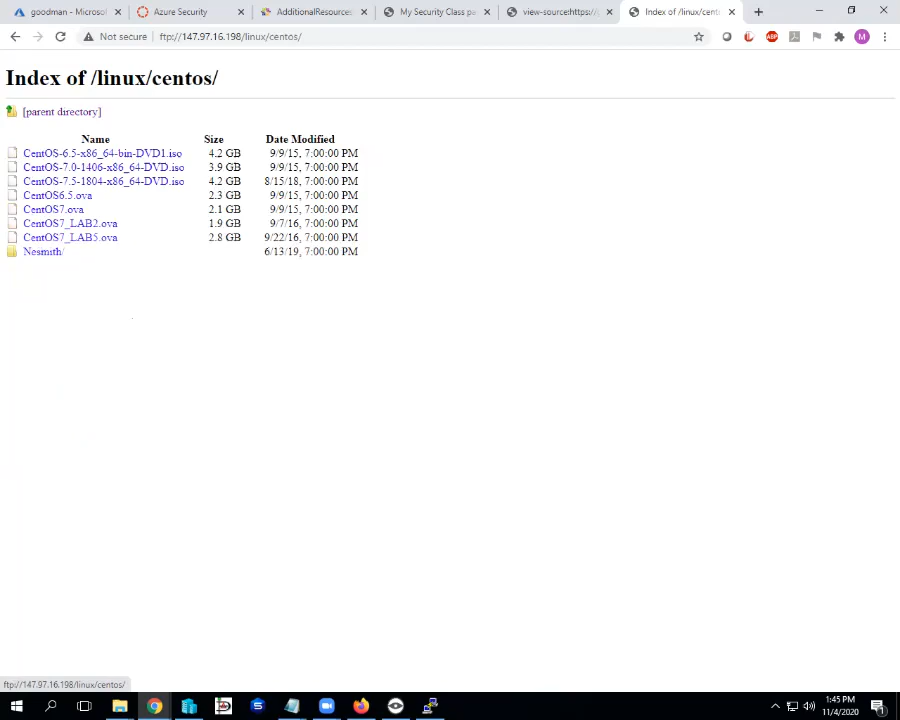 goodman - Microsof
Azure Security
AdditionalResources
My Security Class pa
view-source:https://
Index of /linux/cent
Not secure
ftp://147.97.16.198/linux/centos/
ABP
M
Index of /linux/centos/
[parent directory]
Name Size Date Modified
CentOS-6.5-x86_64-bin-DVD1.iso 4.2 GB 9/9/15, 7:00:00 PM
CentOS-7.0-1406-x86_64-DVD.iso 3.9 GB 9/9/15, 7:00:00 PM
CentOS-7.5-1804-x86_64-DVD.iso 4.2 GB 8/15/18, 7:00:00 PM
CentOS6.5.ova 2.3 GB 9/9/15, 7:00:00 PM
CentOS7.ova 2.1 GB 9/9/15, 7:00:00 PM
CentOS7_LAB2.ova 1.9 GB 9/7/16, 7:00:00 PM
CentOS7_LAB5.ova 2.8 GB 9/22/16, 7:00:00 PM
Nesmith/ 6/13/19, 7:00:00 PM
ftp://147.97.16.198/linux/centos/
1:45 PM
11/4/2020